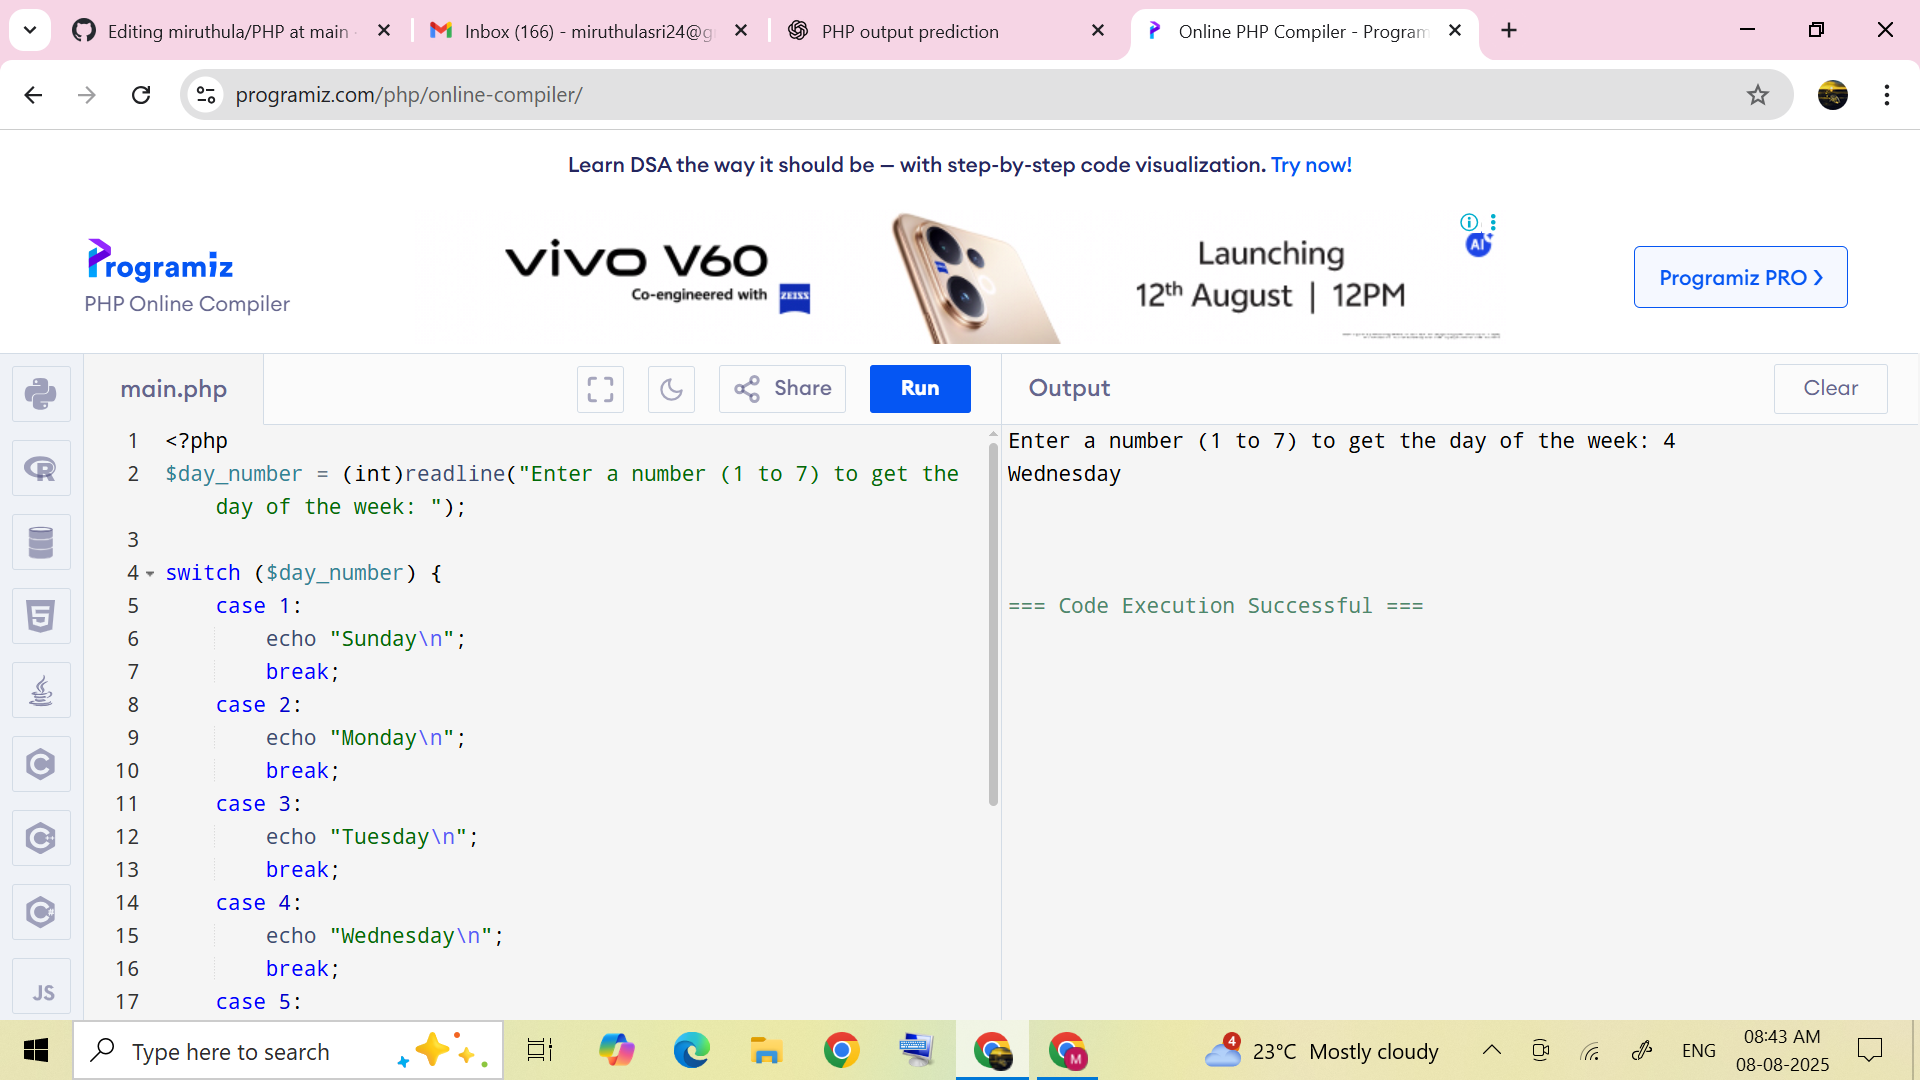 Editing miruthula/PHP at main
Inbox (166) - miruthulasri24@g
PHP output prediction
Online PHP Compiler - Program
programiz.com/php/online-compiler/
Learn DSA the way it should be — with step-by-step code visualization. Try now!
Programiz
PHP Online Compiler
vivo V60
Co-engineered with ZEISS
Launching
12th August | 12PM
AI
Programiz PRO ›
main.php
Share
Run
Output
Clear
1 <?php
2 $day_number = (int)readline("Enter a number (1 to 7) to get the
day of the week: ");
3
4 switch ($day_number) {
5 case 1:
6 echo "Sunday\n";
7 break;
8 case 2:
9 echo "Monday\n";
10 break;
11 case 3:
12 echo "Tuesday\n";
13 break;
14 case 4:
15 echo "Wednesday\n";
16 break;
17 case 5:
Enter a number (1 to 7) to get the day of the week: 4
Wednesday
=== Code Execution Successful ===
R
5
C
C++
C#
JS
Type here to search
M
4
23°C Mostly cloudy
ENG
08:43 AM
08-08-2025